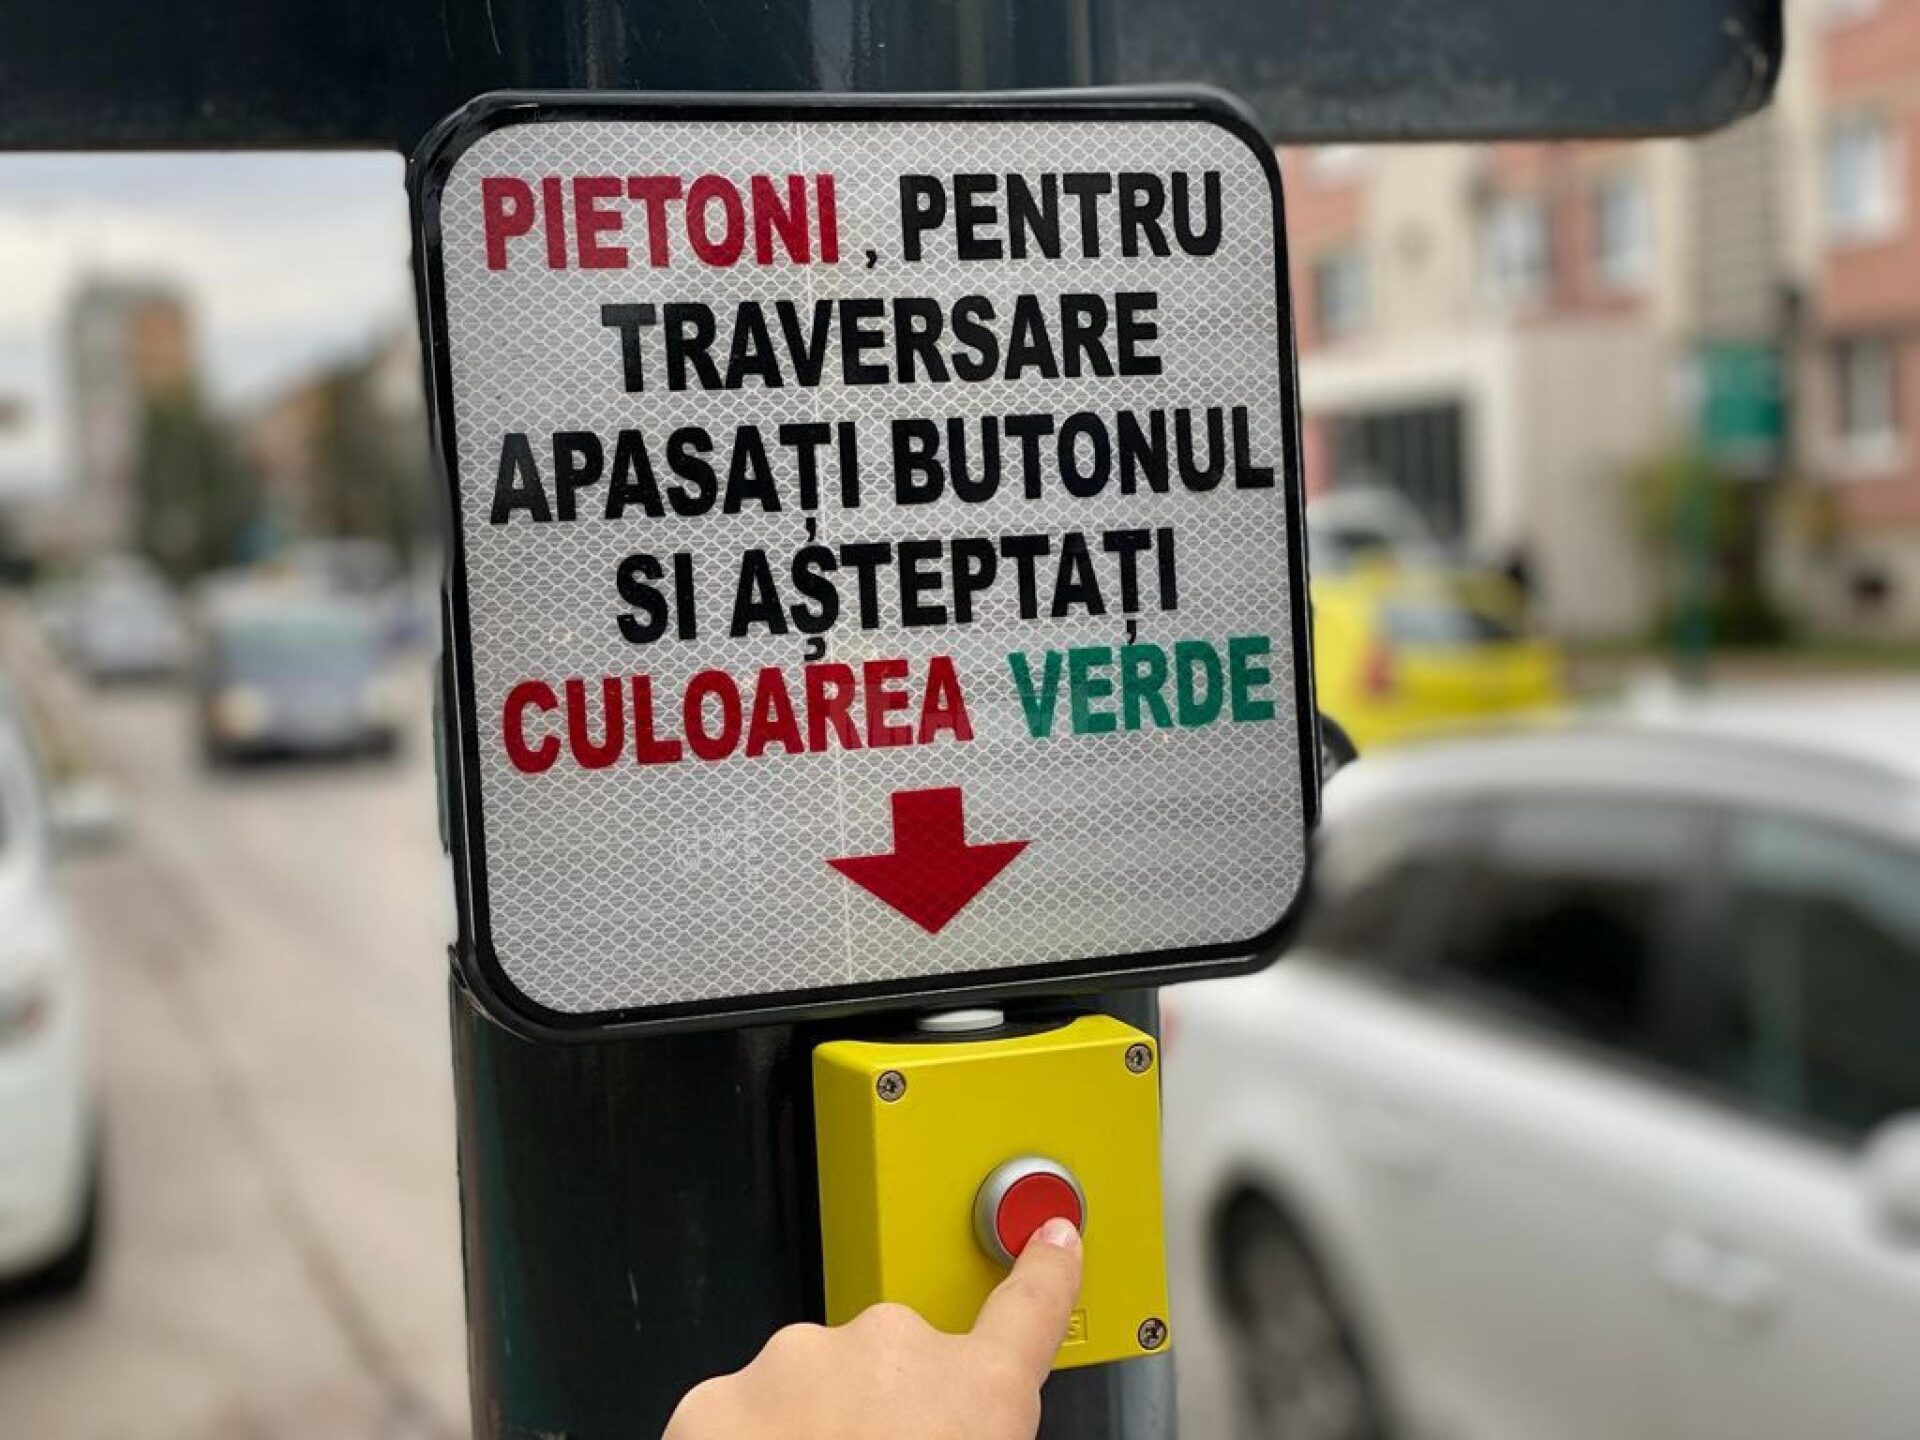 PIETONI , PENTRU
TRAVERSARE
APASAȚI BUTONUL
SI AȘTEPTAȚI
CULOAREA VERDE